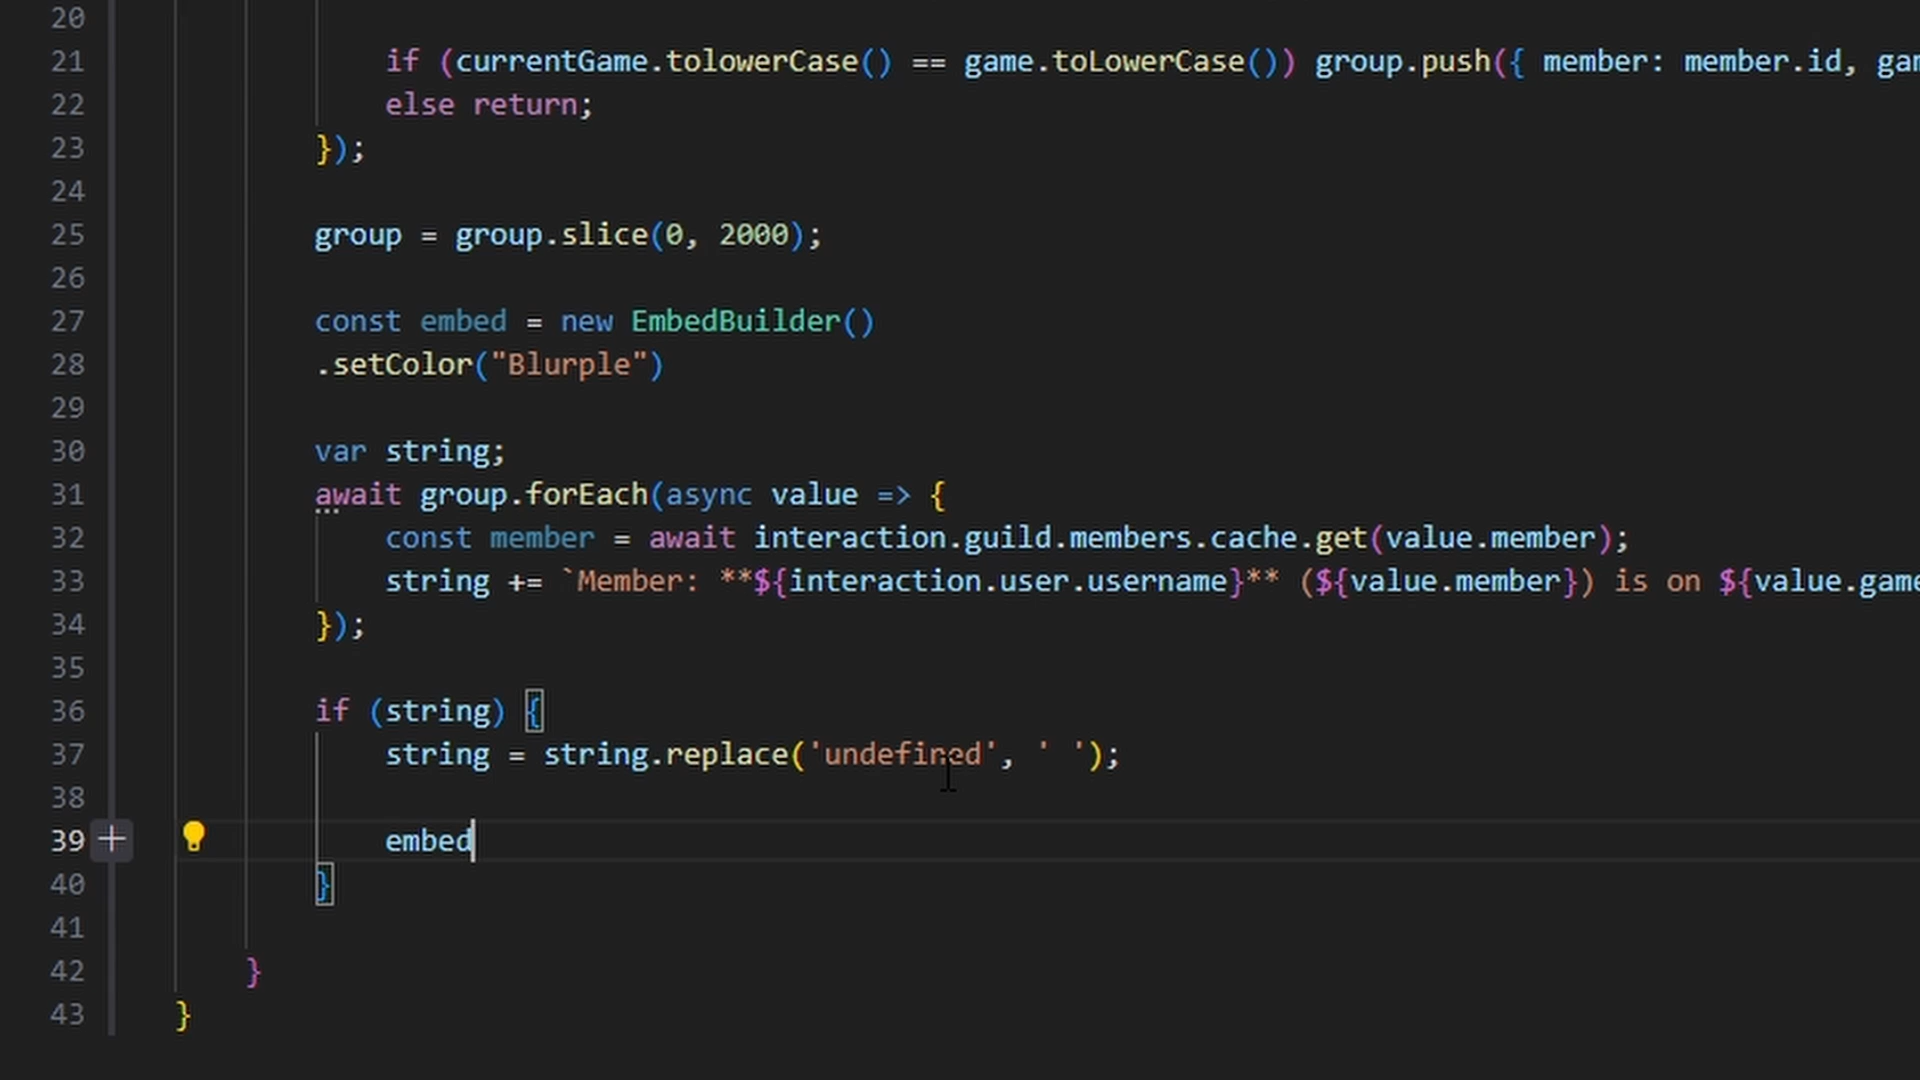 20
21 if (currentGame.tolowerCase() == game.toLowerCase()) group.push({ member: member.id, gam
22 else return;
23 });
24
25 group = group.slice(0, 2000);
26
27 const embed = new EmbedBuilder()
28 .setColor("Blurple")
29
30 var string;
31 await group.forEach(async value => {
32 const member = await interaction.guild.members.cache.get(value.member);
33 string += `Member: **${interaction.user.username}** (${value.member}) is on ${value.game
34 });
35
36 if (string) {
37 string = string.replace('undefined', ' ');
38
39 embed
40 }
41
42 }
43 }